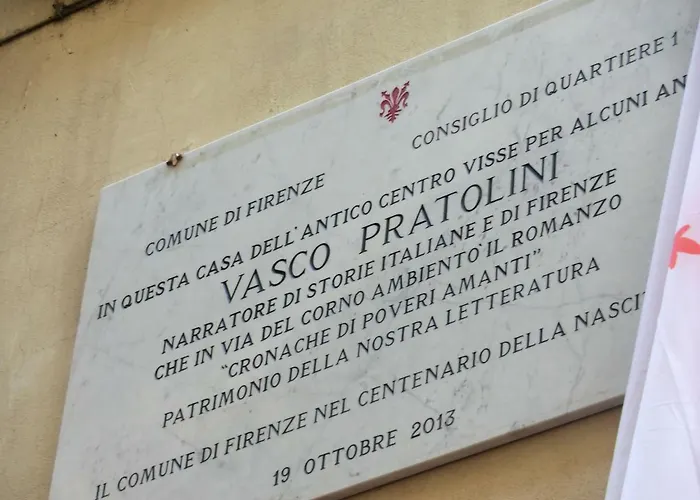 COMUNE DI FIRENZE
CONSIGLIO DI QUARTIERE 1
IN QUESTA CASA DELL'ANTICO CENTRO VISSE PER ALCUNI AN
VASCO PRATOLINI
NARRATORE DI STORIE ITALIANE E DI FIRENZE
CHE IN VIA DEL CORNO AMBIENTÒ IL ROMANZO
"CRONACHE DI POVERI AMANTI"
PATRIMONIO DELLA NOSTRA LETTERATURA
IL COMUNE DI FIRENZE NEL CENTENARIO DELLA NASCI
19 OTTOBRE 2013